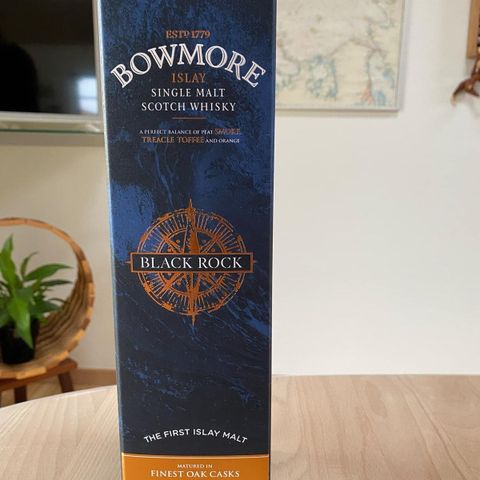 ESTD 1779
BOWMORE
ISLAY
SINGLE MALT
SCOTCH WHISKY
A PERFECT BALANCE OF PEAT SMOKE
TREACLE TOFFEE AND ORANGE
BLACK ROCK
THE FIRST ISLAY MALT
MATURED IN
FINEST OAK CASKS